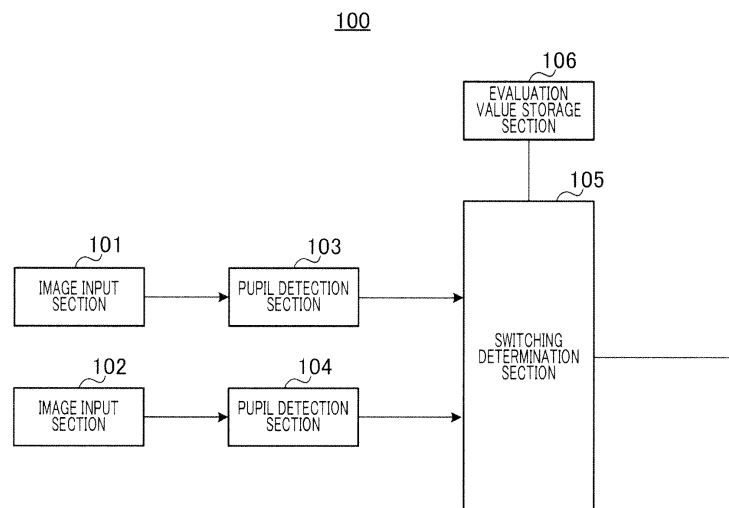 100
106
EVALUATION
VALUE STORAGE
SECTION
105
101
IMAGE INPUT
SECTION
103
PUPIL DETECTION
SECTION
SWITCHING
DETERMINATION
SECTION
102
IMAGE INPUT
SECTION
104
PUPIL DETECTION
SECTION